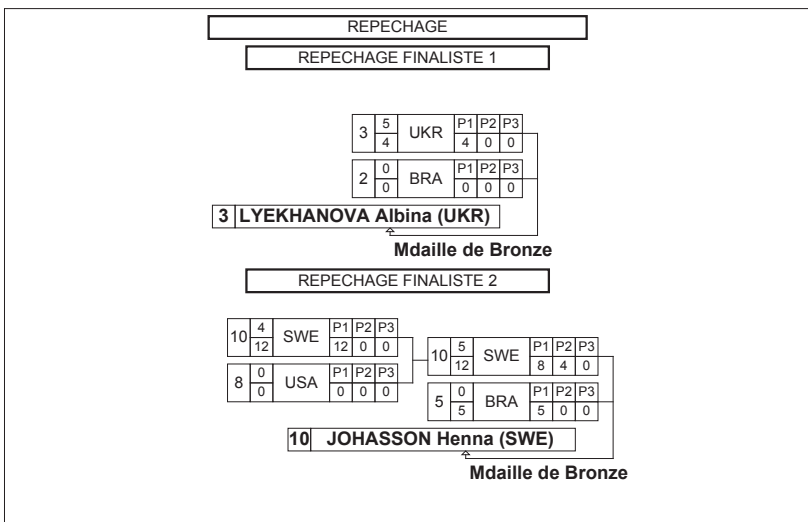 REPECHAGE
REPECHAGE FINALISTE 1
3 5 UKR P1 P2 P3
4 4 0 0
2 0 BRA P1 P2 P3
0 0 0 0
3 LYEKHANOVA Albina (UKR)
Mdaille de Bronze
REPECHAGE FINALISTE 2
10 4 SWE P1 P2 P3
12 12 0 0
8 0 USA P1 P2 P3
0 0 0 0
10 5 SWE P1 P2 P3
12 8 4 0
5 0 BRA P1 P2 P3
5 5 0 0
10 JOHASSON Henna (SWE)
Mdaille de Bronze